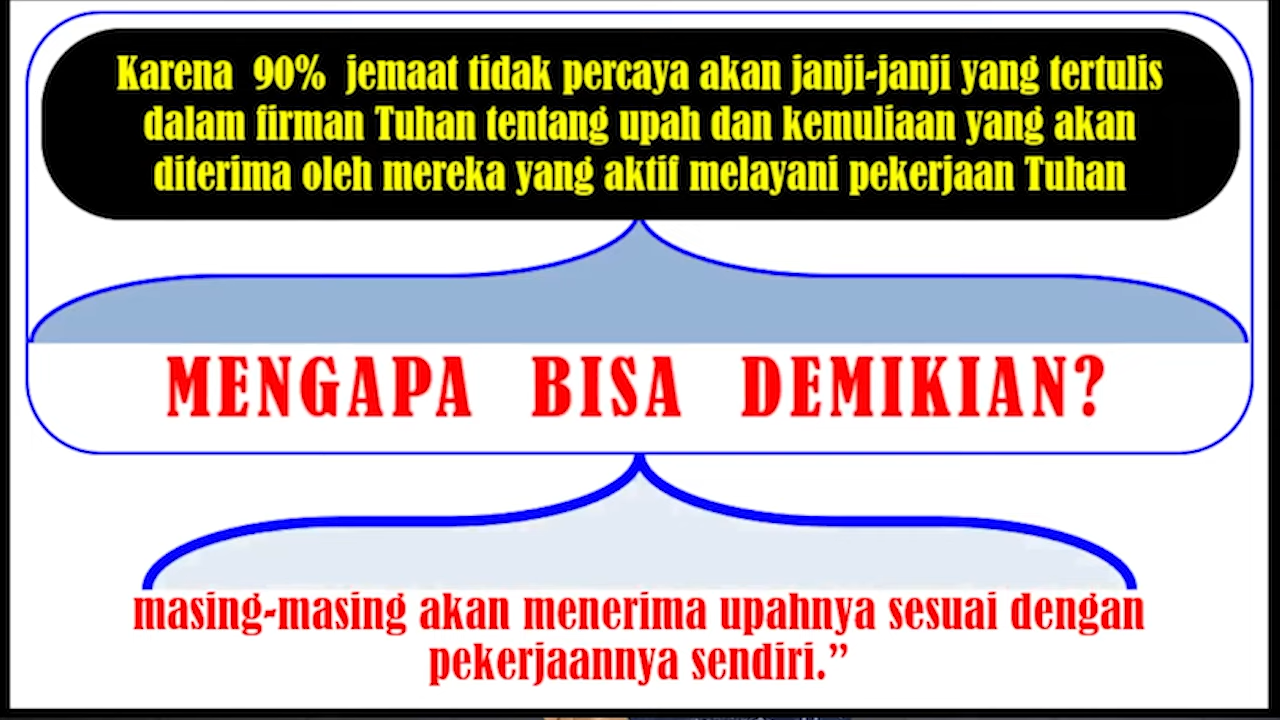 Karena 90% jemaat tidak percaya akan janji-janji yang tertulis
dalam firman Tuhan tentang upah dan kemuliaan yang akan
diterima oleh mereka yang aktif melayani pekerjaan Tuhan
MENGAPA BISA DEMIKIAN?
masing-masing akan menerima upahnya sesuai dengan
pekerjaannya sendiri.”